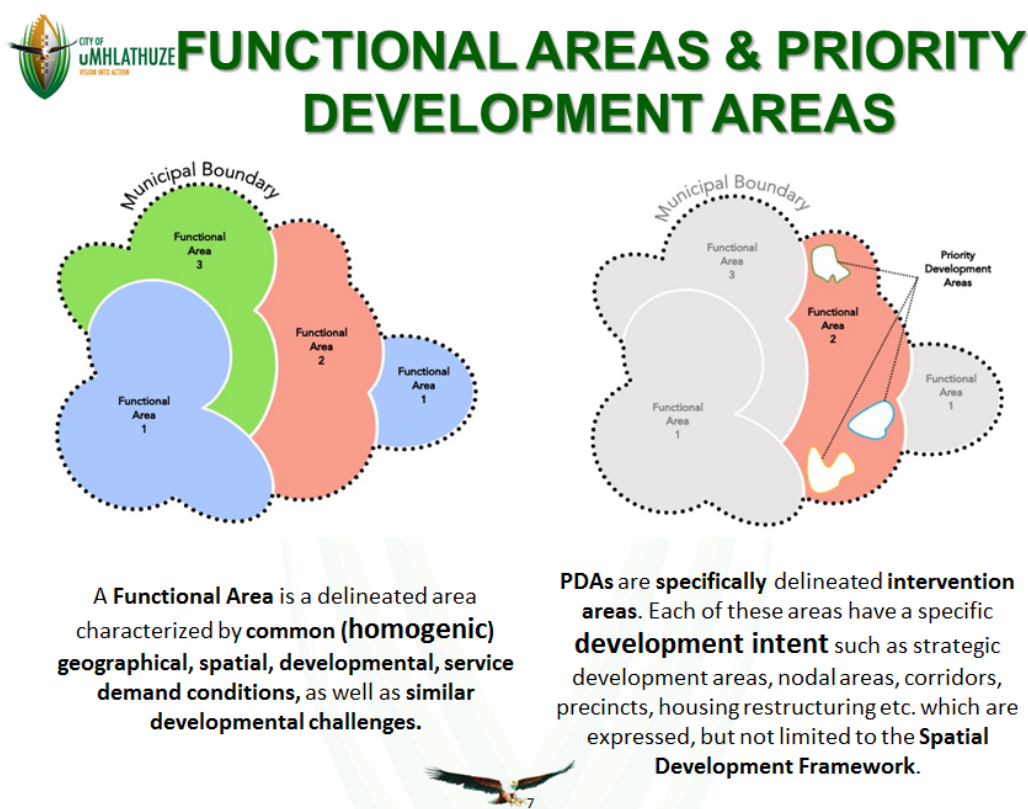 CITY OF
uMHLATHUZE
VISION INTO ACTION
FUNCTIONAL AREAS & PRIORITY
DEVELOPMENT AREAS
Municipal Boundary
Functional
Area
3
Functional
Area
2
Functional
Area
1
Functional
Area
1
Municipal Boundary
Functional
Area
3
Priority
Development
Areas
Functional
Area
2
Functional
Area
1
Functional
Area
1
A Functional Area is a delineated area
characterized by common (homogenic)
geographical, spatial, developmental, service
demand conditions, as well as similar
developmental challenges.
PDAs are specifically delineated intervention
areas. Each of these areas have a specific
development intent such as strategic
development areas, nodal areas, corridors,
precincts, housing restructuring etc. which are
expressed, but not limited to the Spatial
Development Framework.
7